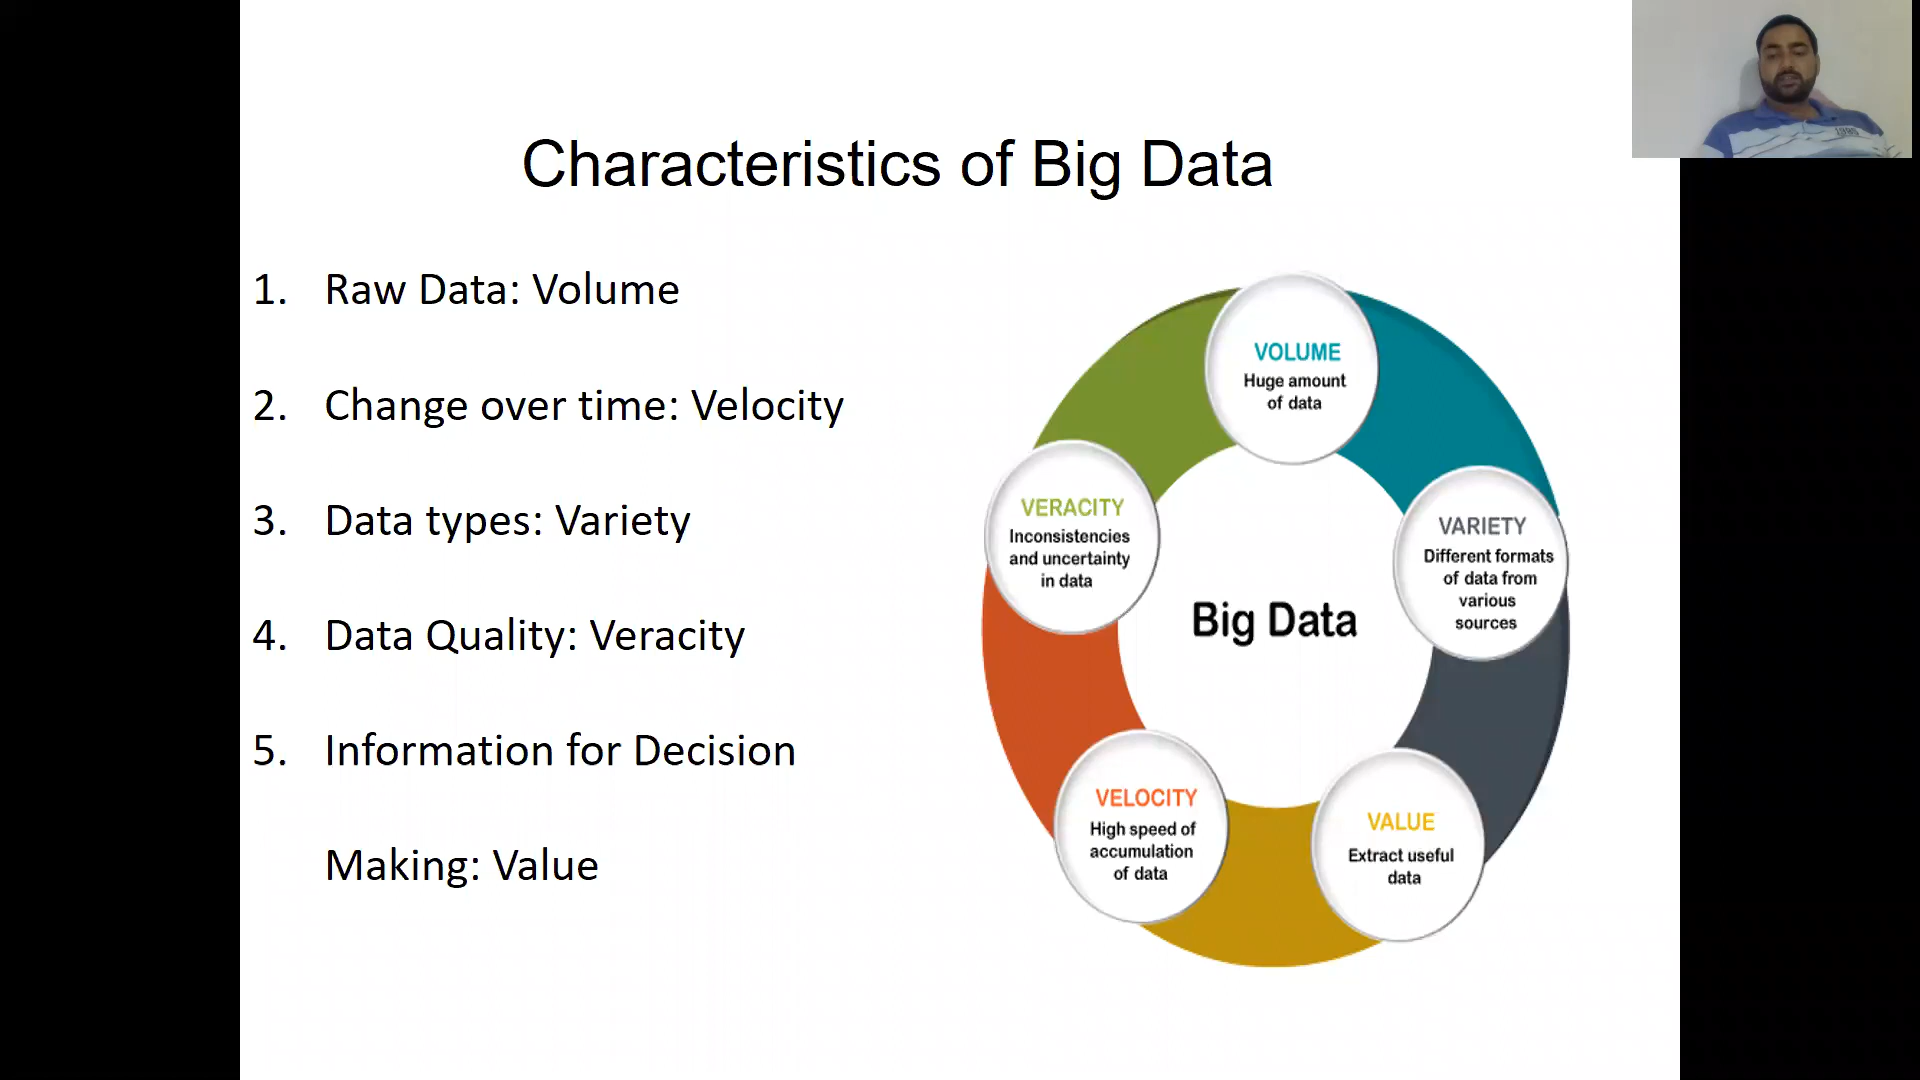 Characteristics of Big Data
1. Raw Data: Volume
2. Change over time: Velocity
3. Data types: Variety
4. Data Quality: Veracity
5. Information for Decision
Making: Value
VOLUME
Huge amount
of data
VARIETY
Different formats
of data from
various
sources
VALUE
Extract useful
data
VELOCITY
High speed of
accumulation
of data
VERACITY
Inconsistencies
and uncertainty
in data
Big Data